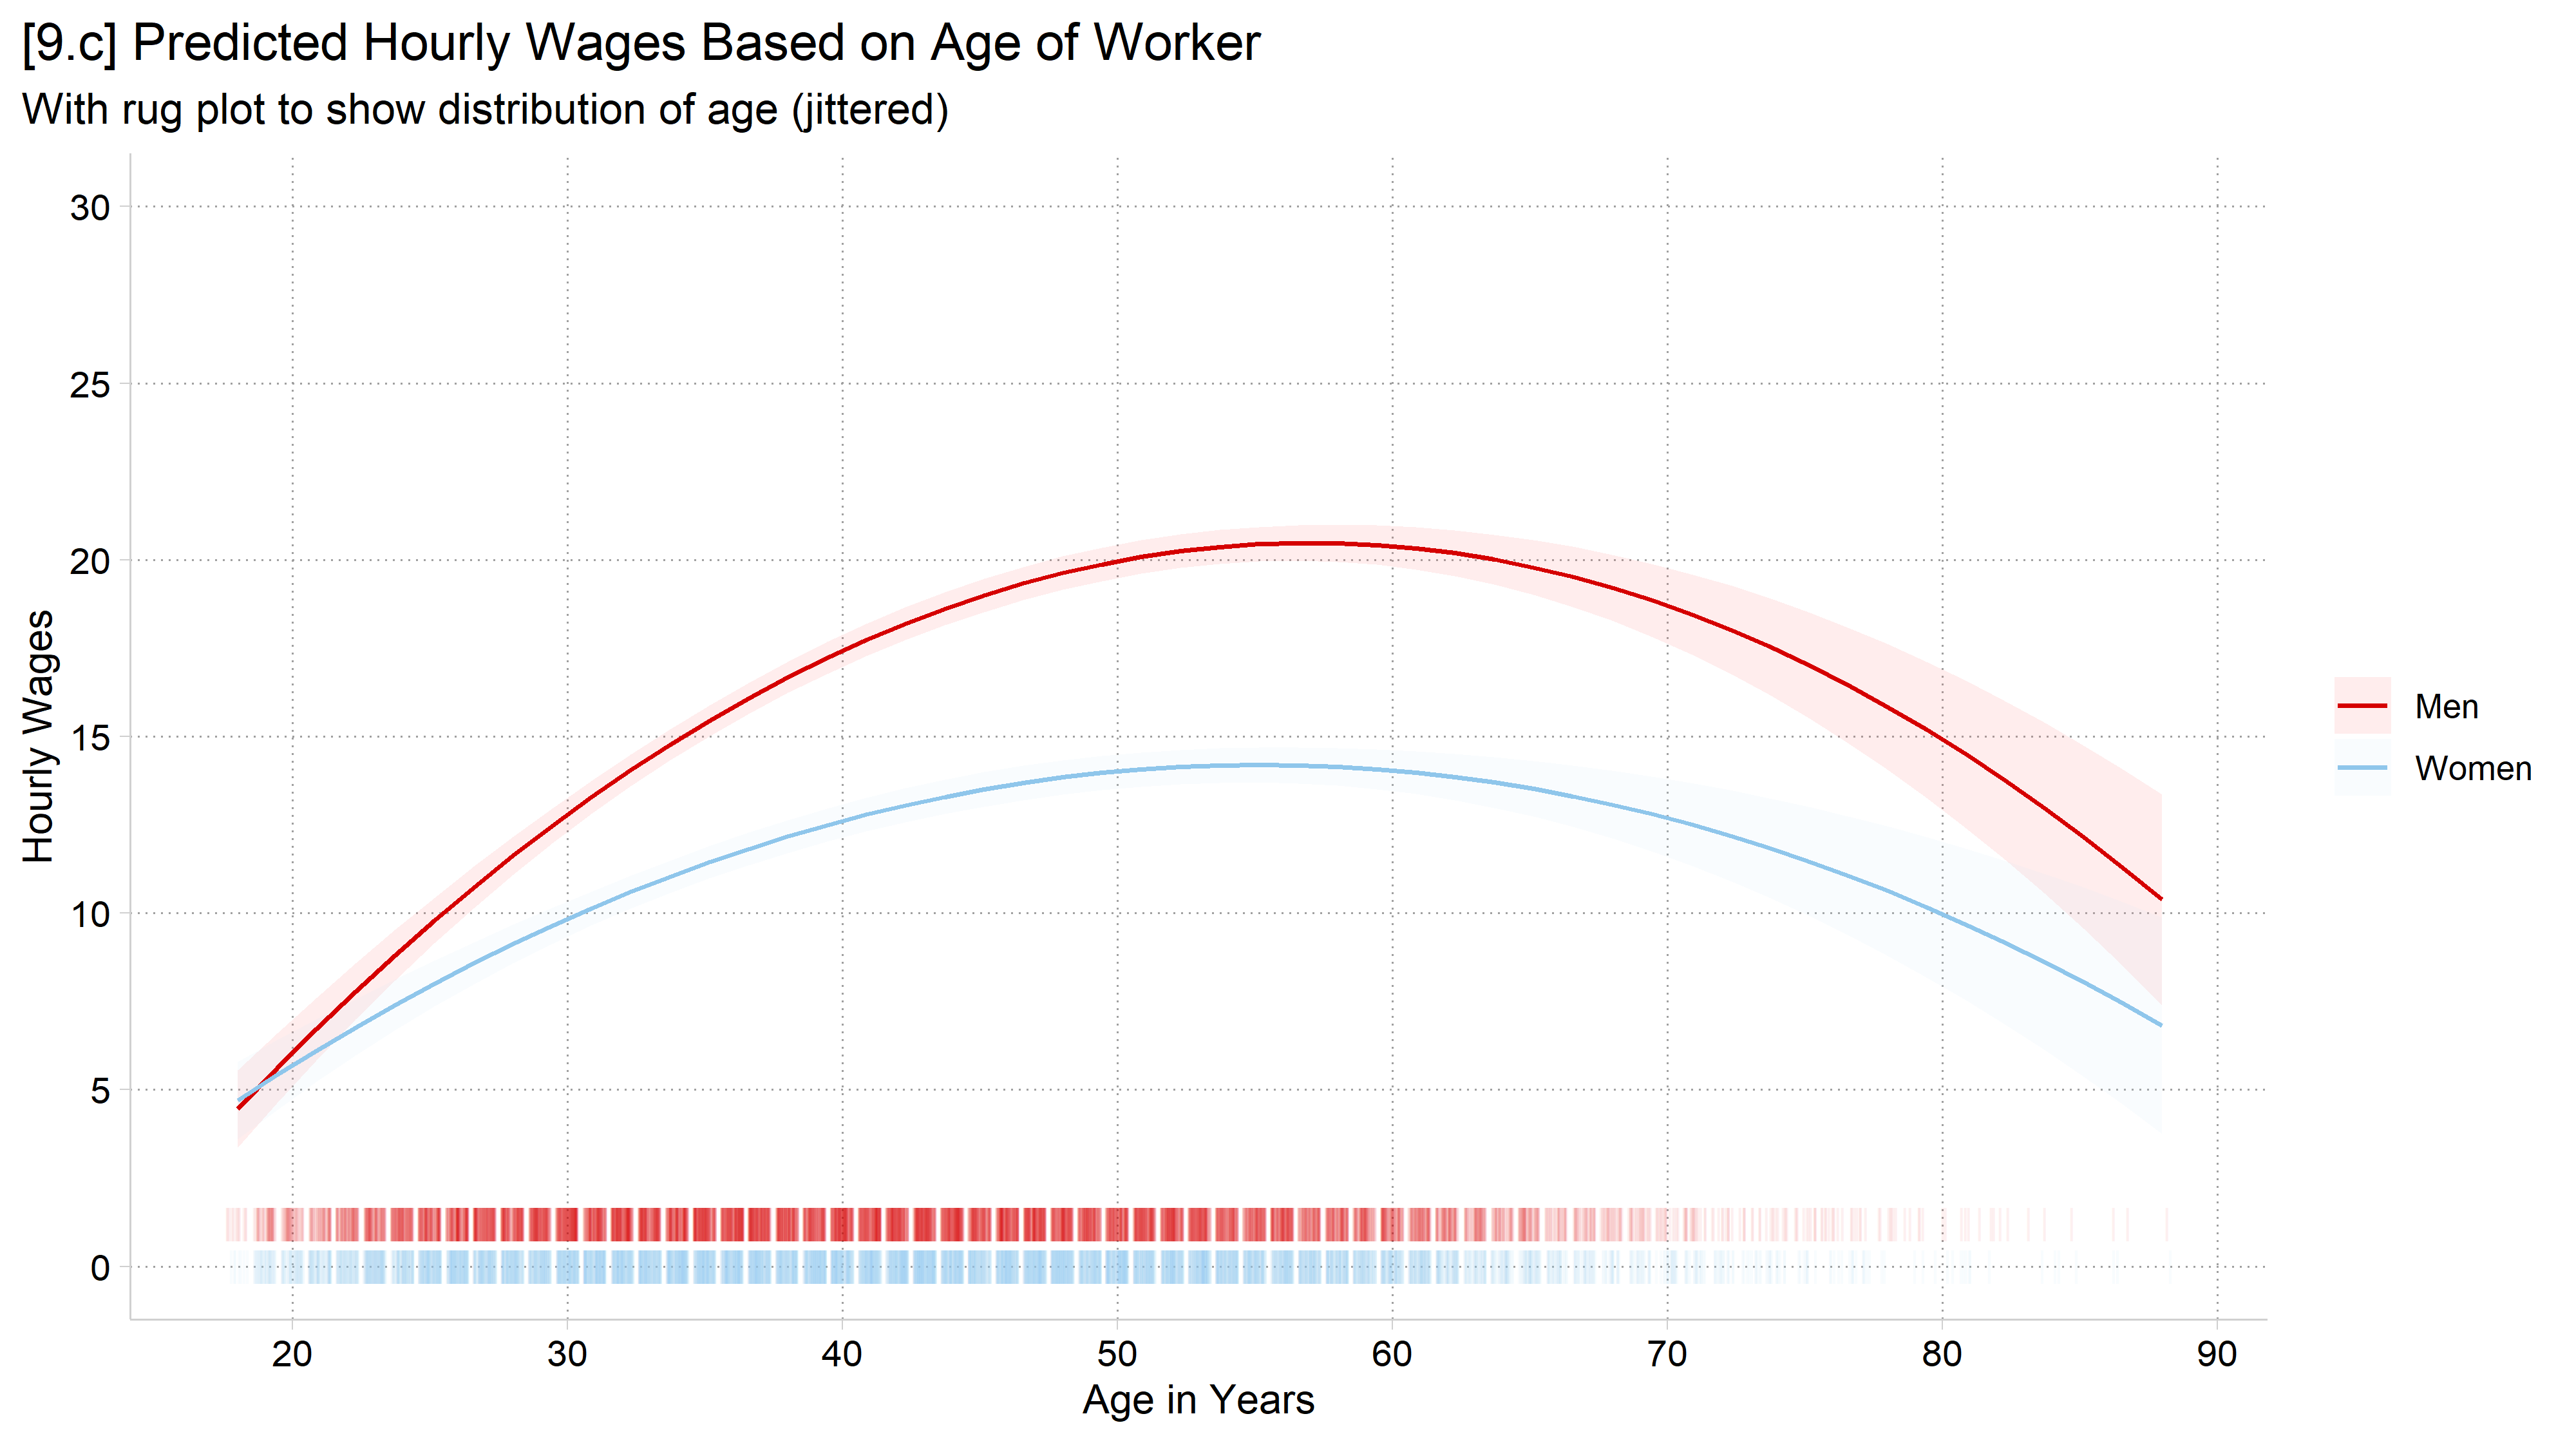 [9.c] Predicted Hourly Wages Based on Age of Worker
With rug plot to show distribution of age (jittered)
30
25
20
15
10
5
0
Hourly Wages
20 30 40 50 60 70 80 90
Age in Years
Men
Women